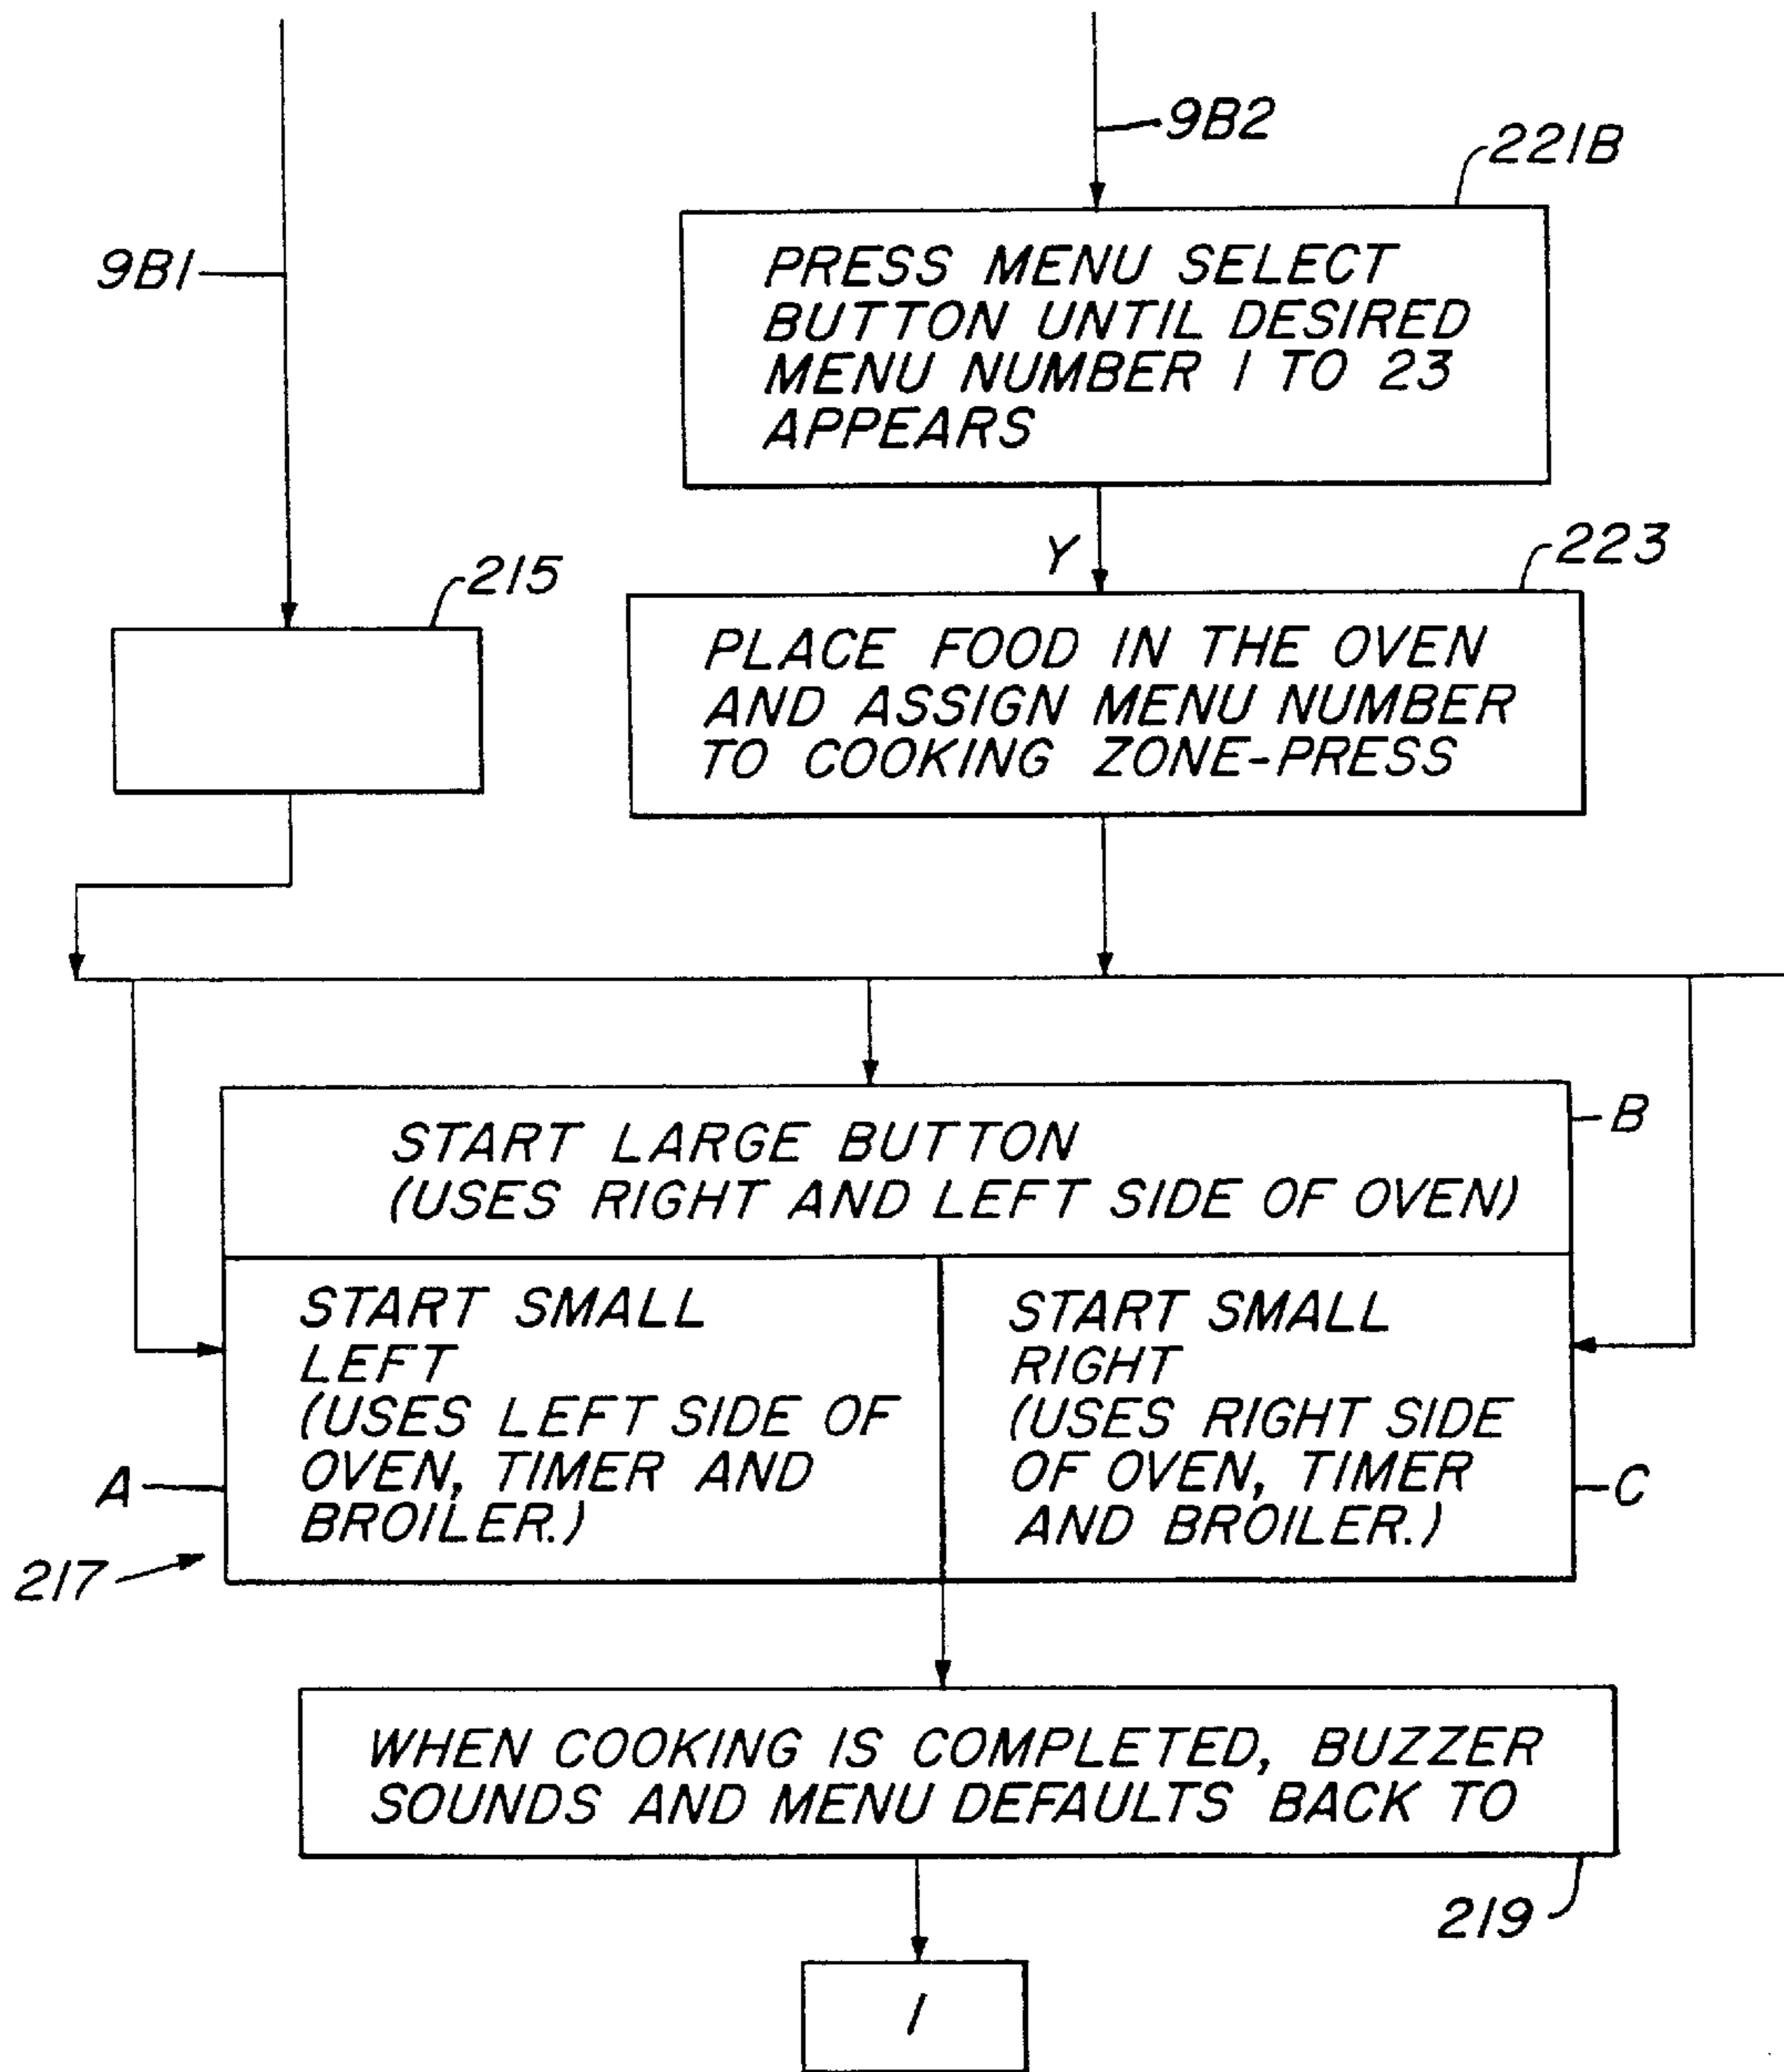 9B2
221B
PRESS MENU SELECT
BUTTON UNTIL DESIRED
MENU NUMBER 1 TO 23
APPEARS
9B1
Y
223
215
PLACE FOOD IN THE OVEN
AND ASSIGN MENU NUMBER
TO COOKING ZONE-PRESS
B
START LARGE BUTTON
(USES RIGHT AND LEFT SIDE OF OVEN)
START SMALL
LEFT
(USES LEFT SIDE OF
OVEN, TIMER AND
BROILER.)
START SMALL
RIGHT
(USES RIGHT SIDE
OF OVEN, TIMER
AND BROILER.)
A
C
217
WHEN COOKING IS COMPLETED, BUZZER
SOUNDS AND MENU DEFAULTS BACK TO
219
1